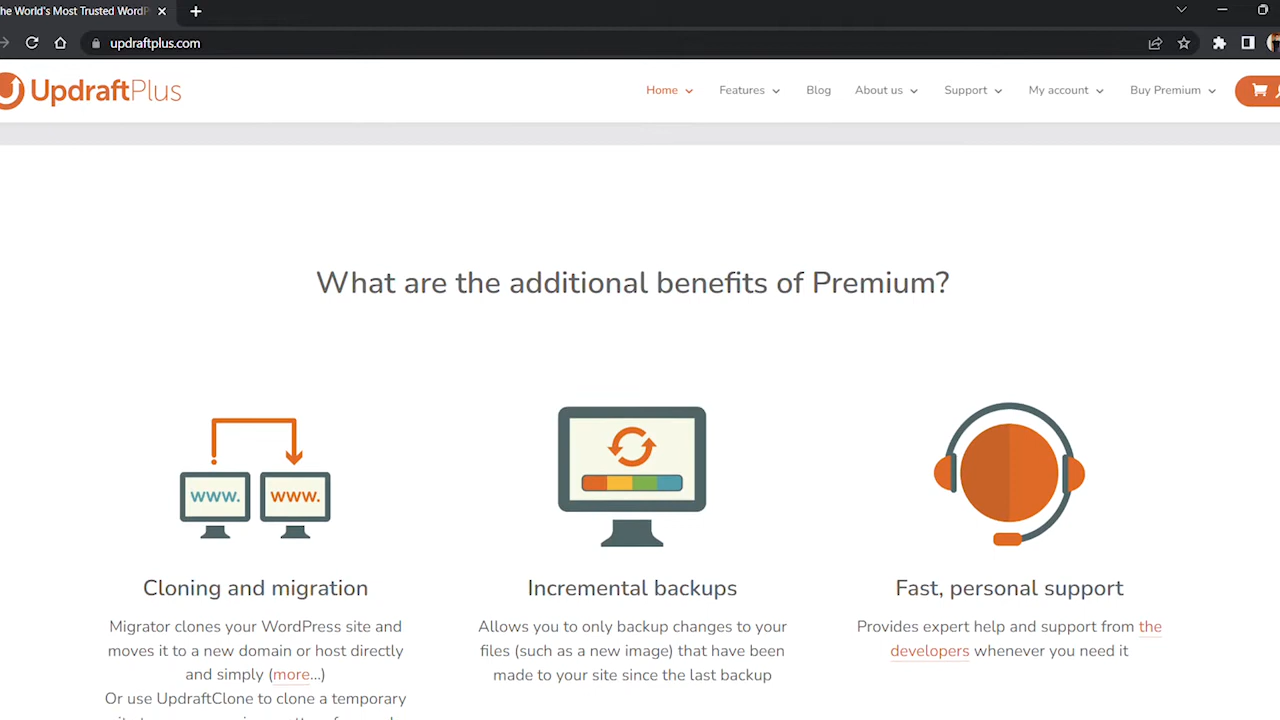 he World's Most Trusted WordP
updraftplus.com
UpdraftPlus
Home Features Blog About us Support My account Buy Premium
What are the additional benefits of Premium?
www. www.
Cloning and migration
Migrator clones your WordPress site and
moves it to a new domain or host directly
and simply (more...)
Or use UpdraftClone to clone a temporary
Incremental backups
Allows you to only backup changes to your
files (such as a new image) that have been
made to your site since the last backup
Fast, personal support
Provides expert help and support from the
developers whenever you need it